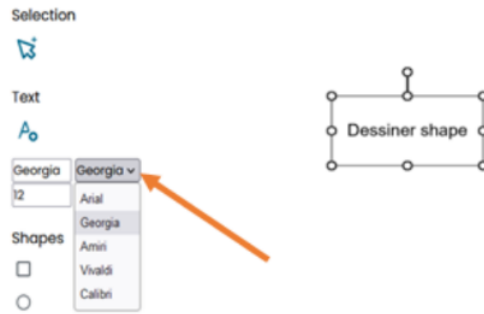 Selection
Text
A
Georgia Georgia
12
Arial
Georgia
Amiri
Vivaldi
Calibri
Shapes
Dessiner shape